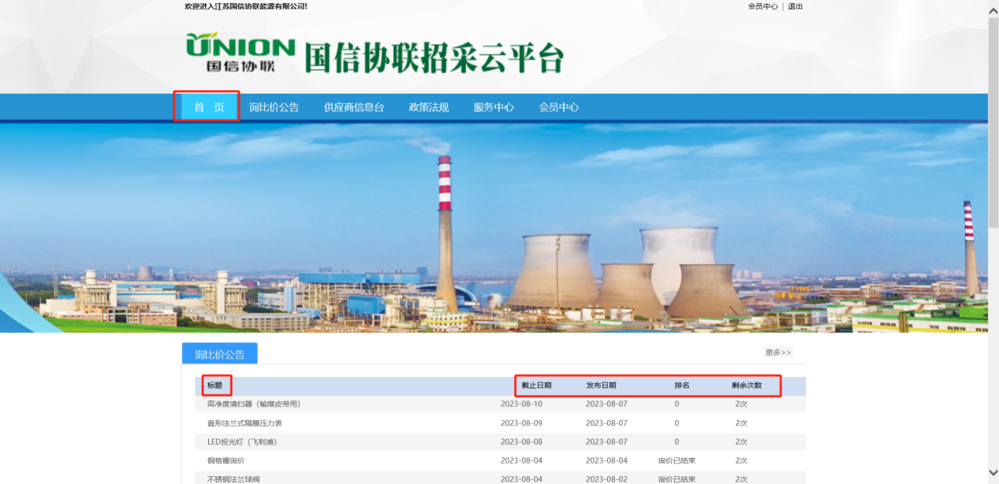 欢迎进入江苏国信协联能源有限公司! 会员中心 | 退出
UNION
国信协联 国信协联招采云平台
首 页 询比价公告 供应商信息台 政策法规 服务中心 会员中心
询比价公告 更多>>
标题 截止日期 发布日期 排名 剩余次数
高净度清扫器（输煤皮带用） 2023-08-10 2023-08-07 0 2次
直形法兰式隔膜压力表 2023-08-09 2023-08-07 0 2次
LED投光灯（飞利浦） 2023-08-08 2023-08-07 0 2次
钢格栅询价 2023-08-04 2023-08-04 询价已结束 2次
不锈钢法兰球阀 2023-08-04 2023-08-02 询价已结束 2次